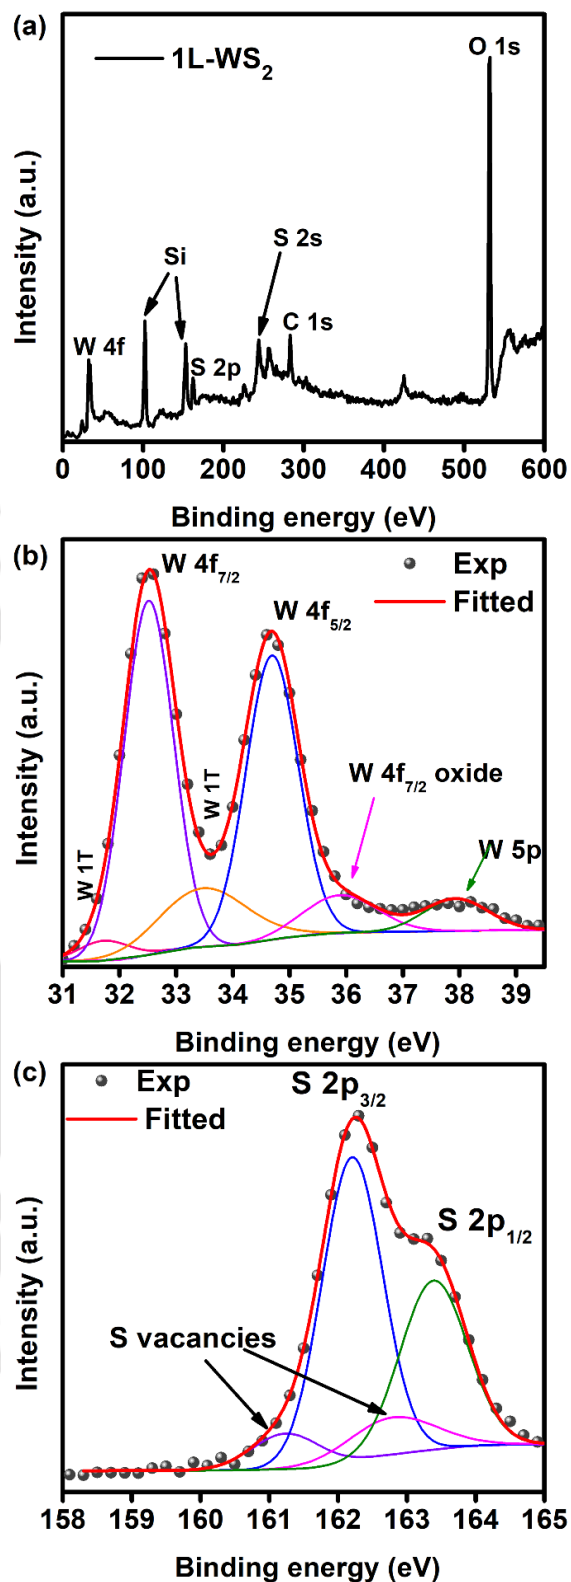 (a)
1L-WS2
O 1s
Si
S 2s
C 1s
W 4f
S 2p
Intensity (a.u.)
0 100 200 300 400 500 600
Binding energy (eV)
(b)
W 4f7/2
Exp
Fitted
W 4f5/2
W 1T
W 1T
W 4f7/2 oxide
W 5p
Intensity (a.u.)
31 32 33 34 35 36 37 38 39
Binding energy (eV)
(c)
Exp
Fitted
S 2p3/2
S 2p1/2
S vacancies
Intensity (a.u.)
158 159 160 161 162 163 164 165
Binding energy (eV)